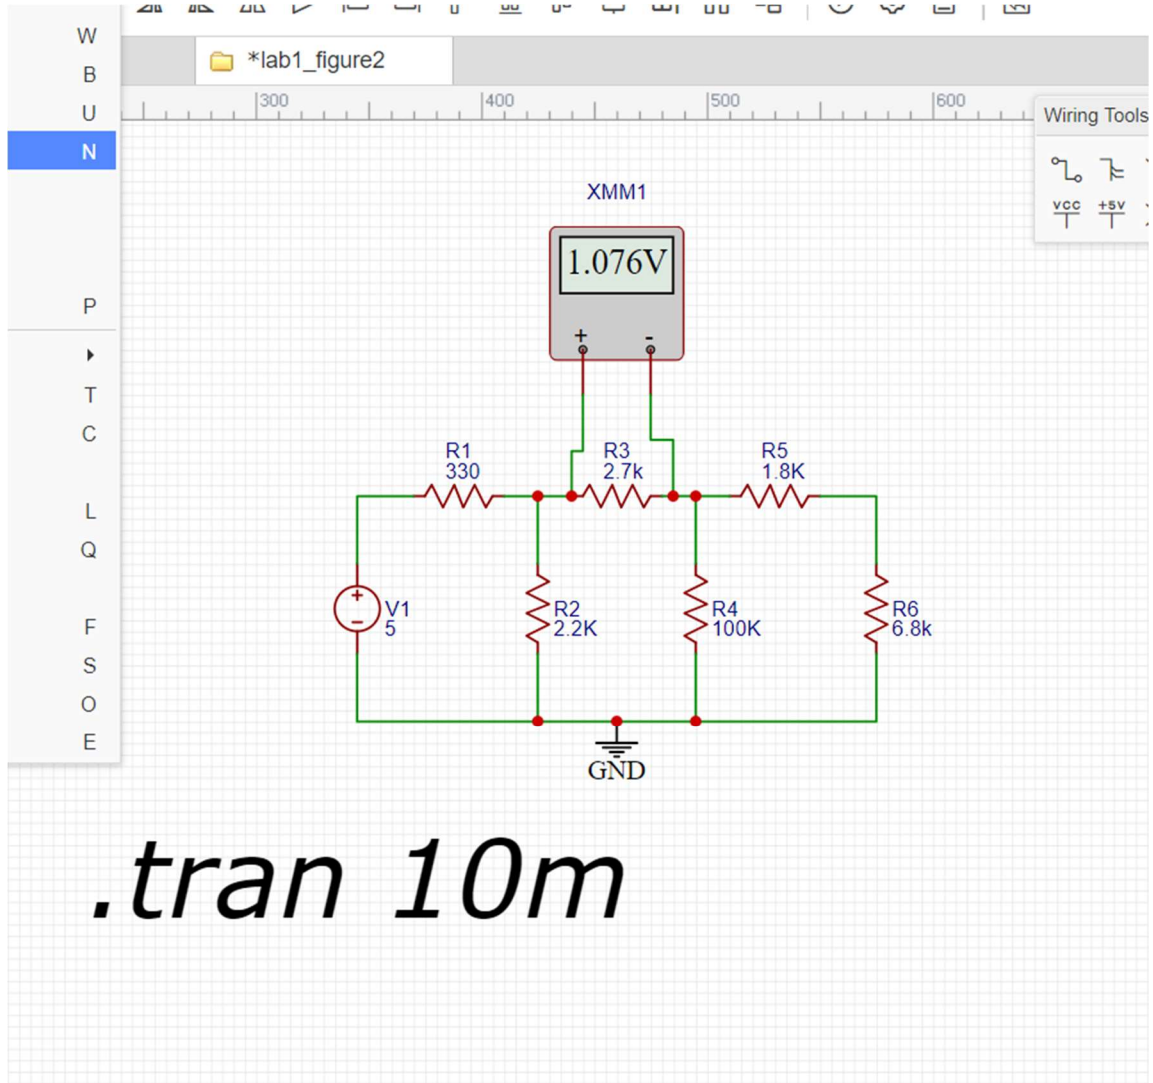 W
B
U
N
P
T
C
L
Q
F
S
O
E
*lab1_figure2
300
400
500
600
Wiring Tools
vcc +5v
XMM1
1.076V
+ -
R1
330
R3
2.7k
R5
1.8K
+
-
V1
5
R2
2.2K
R4
100K
R6
6.8k
GND
.tran 10m